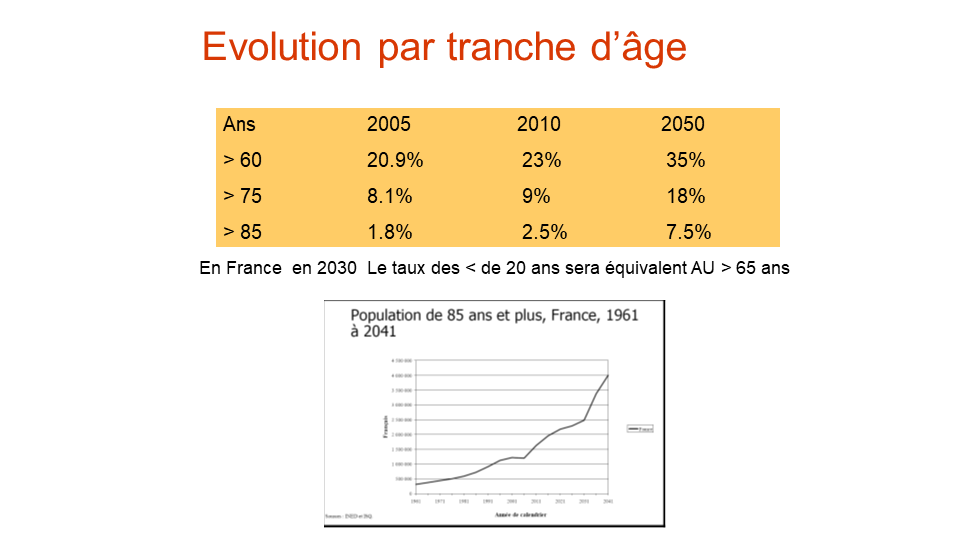 Evolution par tranche d’âge
Ans 2005 2010 2050
> 60 20.9% 23% 35%
> 75 8.1% 9% 18%
> 85 1.8% 2.5% 7.5%
En France en 2030 Le taux des < de 20 ans sera équivalent AU > 65 ans
Population de 85 ans et plus, France, 1961
à 2041
4 500 000
4 000 000
3 500 000
3 000 000
2 500 000
2 000 000
1 500 000
1 000 000
500 000
0
Français
France
1961 1971 1981 1991 2001 2011 2021 2031 2041
Année de calendrier